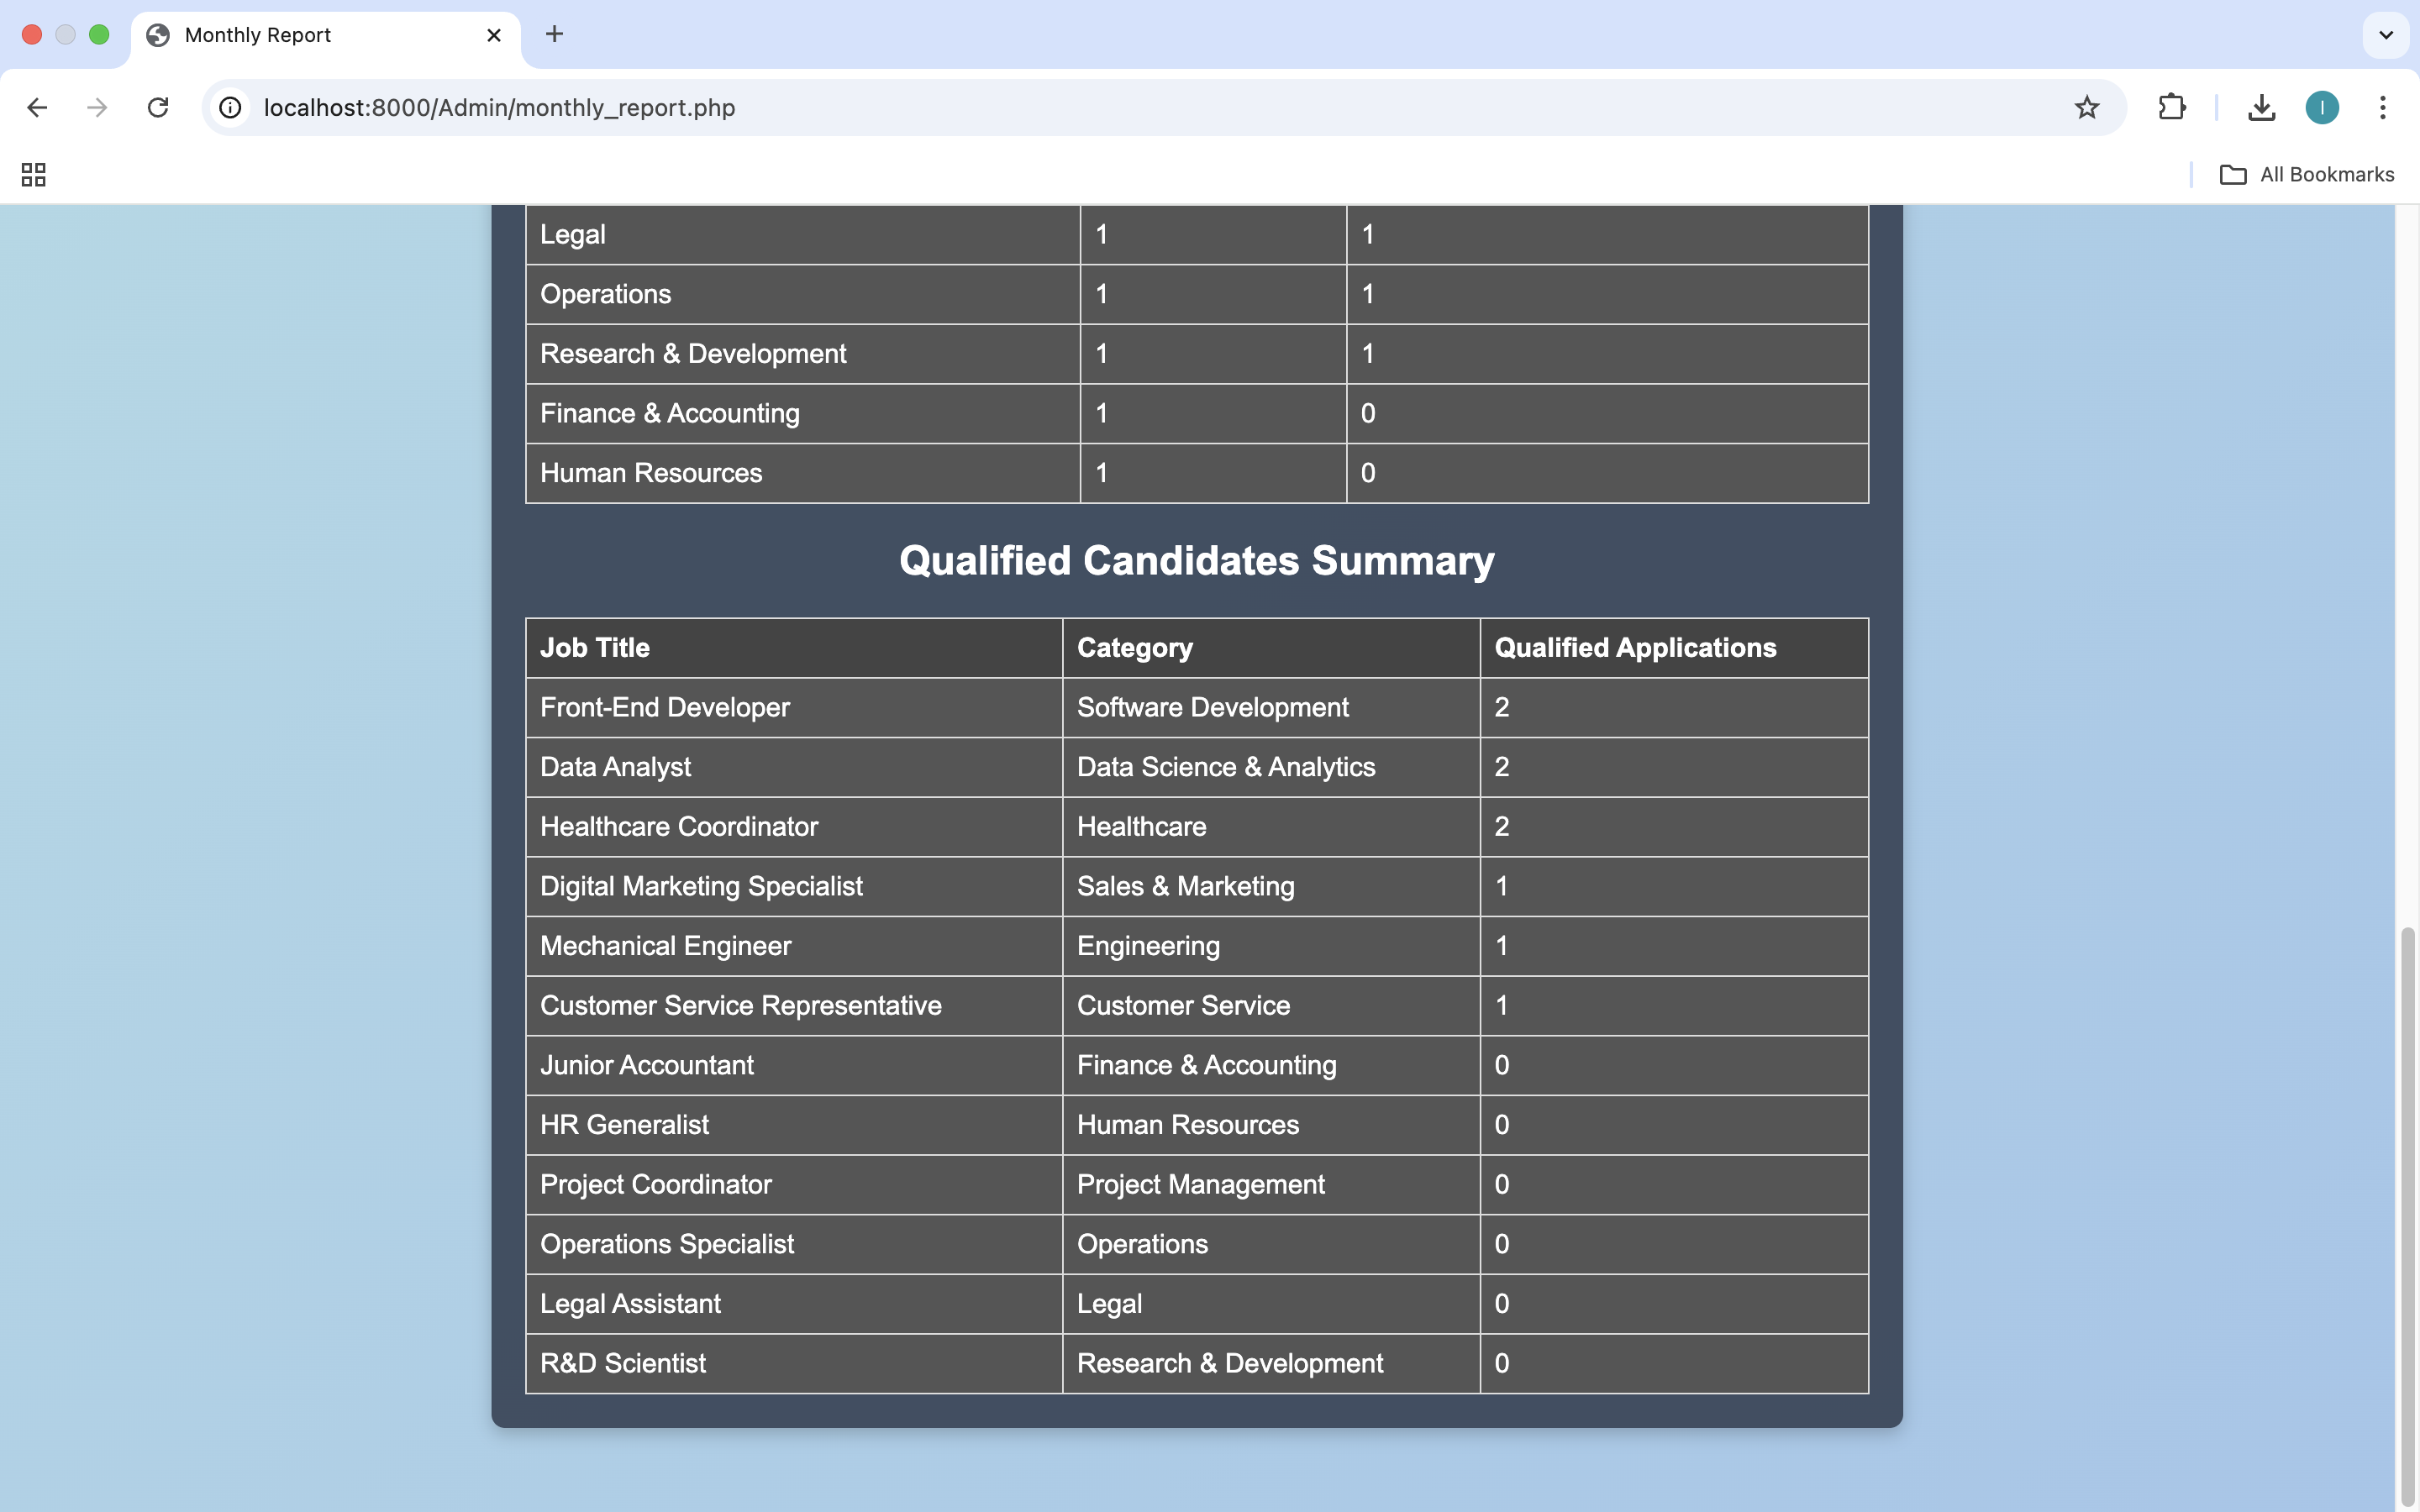 Monthly Report
localhost:8000/Admin/monthly_report.php
I
All Bookmarks
Legal 1 1
Operations 1 1
Research & Development 1 1
Finance & Accounting 1 0
Human Resources 1 0
Qualified Candidates Summary
Job Title Category Qualified Applications
Front-End Developer Software Development 2
Data Analyst Data Science & Analytics 2
Healthcare Coordinator Healthcare 2
Digital Marketing Specialist Sales & Marketing 1
Mechanical Engineer Engineering 1
Customer Service Representative Customer Service 1
Junior Accountant Finance & Accounting 0
HR Generalist Human Resources 0
Project Coordinator Project Management 0
Operations Specialist Operations 0
Legal Assistant Legal 0
R&D Scientist Research & Development 0